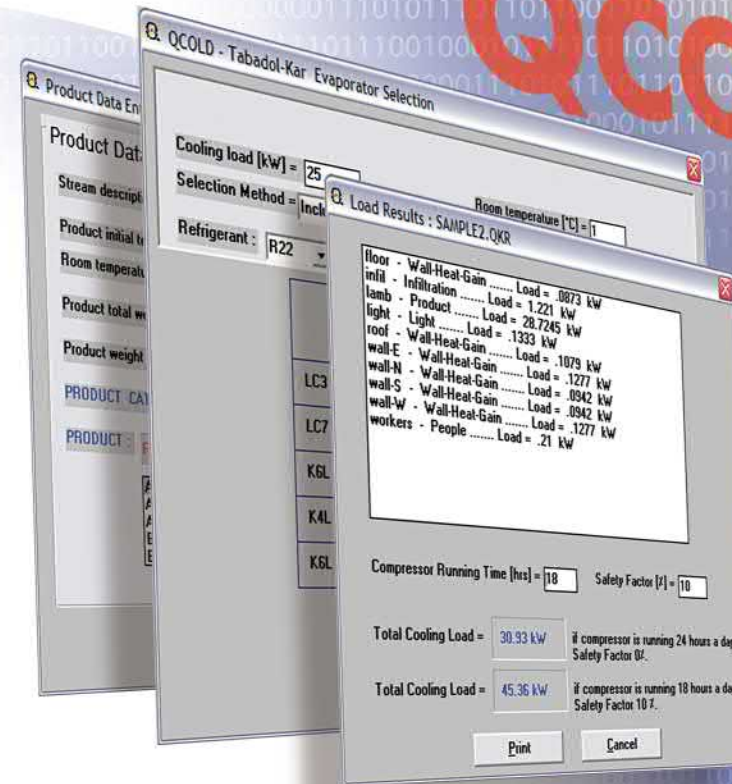 QCO
Product Data En
Product Dat
Stream descript
Product initial t
Room temperatu
Product total w
Product weight
PRODUCT CAT
PRODUCT :
QCOLD - Tabadol-Kar Evaporator Selection
Cooling load [kW] = 25
Room temperature [°C] = 1
Selection Method = Incl
Refrigerant : R22
LC3
LC7
K6L
K4L
K6L
Load Results : SAMPLE2.QKR
floor - Wall-Heat-Gain ....... Load = .0873 kW
infil - Infiltration ....... Load = 1.221 kW
lamb - Product ....... Load = 28.7245 kW
light - Light ....... Load = .1333 kW
roof - Wall-Heat-Gain ....... Load = .1079 kW
wall-E - Wall-Heat-Gain ....... Load = .1277 kW
wall-N - Wall-Heat-Gain ....... Load = .0942 kW
wall-S - Wall-Heat-Gain ....... Load = .0942 kW
wall-W - Wall-Heat-Gain ....... Load = .1277 kW
workers - People ....... Load = .21 kW
Compressor Running Time [hrs] = 18 Safety Factor [%] = 10
Total Cooling Load = 30.93 kW if compressor is running 24 hours a day
Safety Factor 0%.
Total Cooling Load = 45.36 kW if compressor is running 18 hours a da
Safety Factor 10 %.
Print Cancel